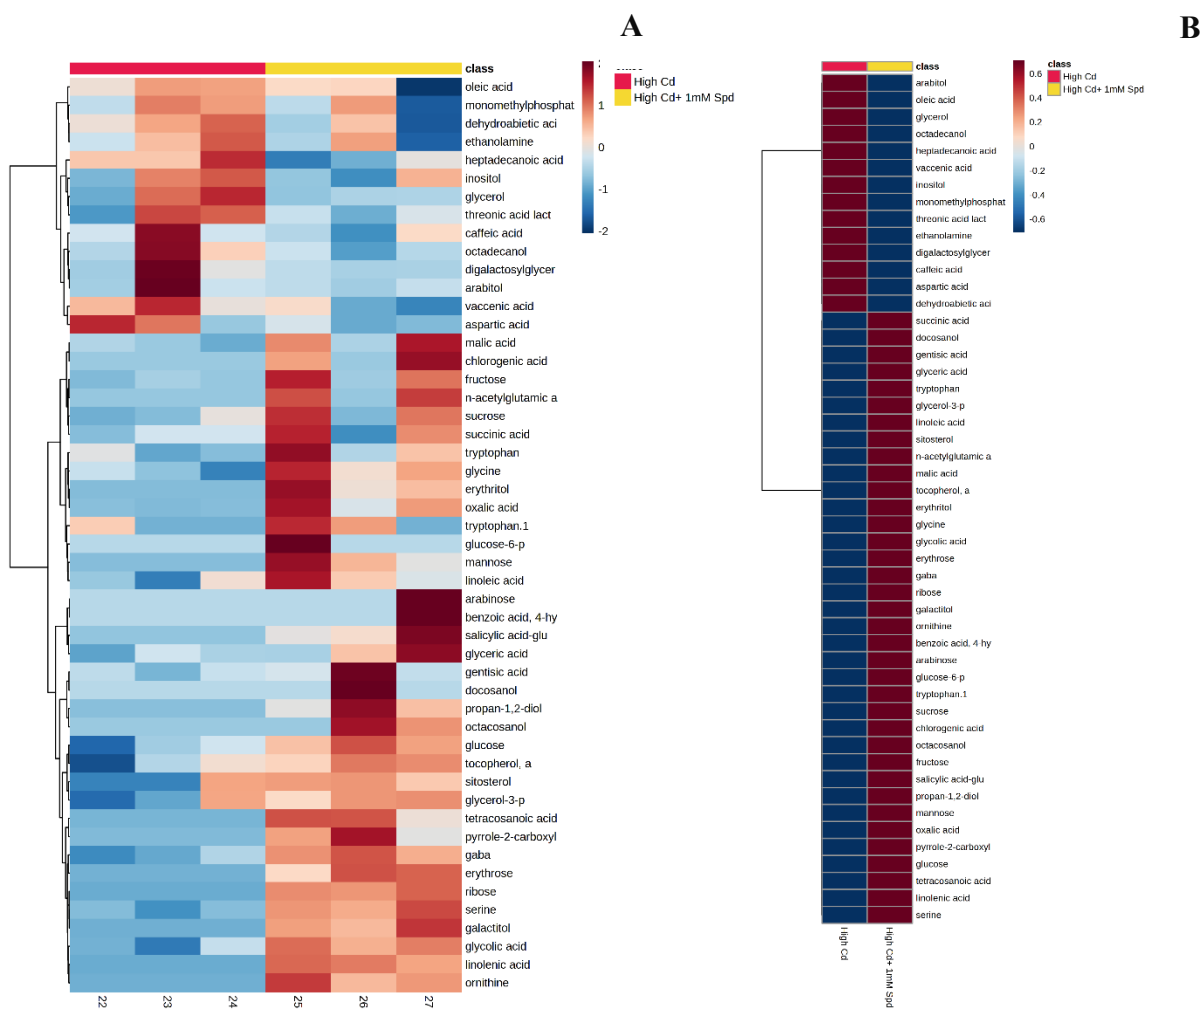 A
B
class
oleic acid
monomethylphosphat
dehydroabietic aci
ethanolamine
heptadecanoic acid
inositol
glycerol
threonic acid lact
caffeic acid
octadecanol
digalactosylglycer
arabitol
vaccenic acid
aspartic acid
malic acid
chlorogenic acid
fructose
n-acetylglutamic a
sucrose
succinic acid
tryptophan
glycine
erythritol
oxalic acid
tryptophan.1
glucose-6-p
mannose
linoleic acid
arabinose
benzoic acid, 4-hy
salicylic acid-glu
glyceric acid
gentisic acid
docosanol
propan-1,2-diol
octacosanol
glucose
tocopherol, a
sitosterol
glycerol-3-p
tetracosanoic acid
pyrrole-2-carboxyl
gaba
erythrose
ribose
serine
galactitol
glycolic acid
linolenic acid
ornithine
22
23
24
25
26
27
1
0
-1
-2
High Cd
High Cd+ 1mM Spd
class
arabitol
oleic acid
glycerol
octadecanol
heptadecanoic acid
vaccenic acid
inositol
monomethylphosphat
threonic acid lact
ethanolamine
digalactosylglycer
caffeic acid
aspartic acid
dehydroabietic aci
succinic acid
docosanol
gentisic acid
glyceric acid
tryptophan
glycerol-3-p
linoleic acid
sitosterol
n-acetylglutamic a
malic acid
tocopherol, a
erythritol
glycine
glycolic acid
erythrose
gaba
ribose
galactitol
ornithine
benzoic acid, 4 hy
arabinose
glucose-6-p
tryptophan.1
sucrose
chlorogenic acid
octacosanol
fructose
salicylic acid-glu
propan-1,2-diol
mannose
oxalic acid
pyrrole-2-carboxyl
glucose
tetracosanoic acid
linolenic acid
serine
High Cd
High Cd+ 1mM Spd
0.6
0.4
0.2
0
-0.2
-0.4
-0.6
class
High Cd
High Cd+ 1mM Spd